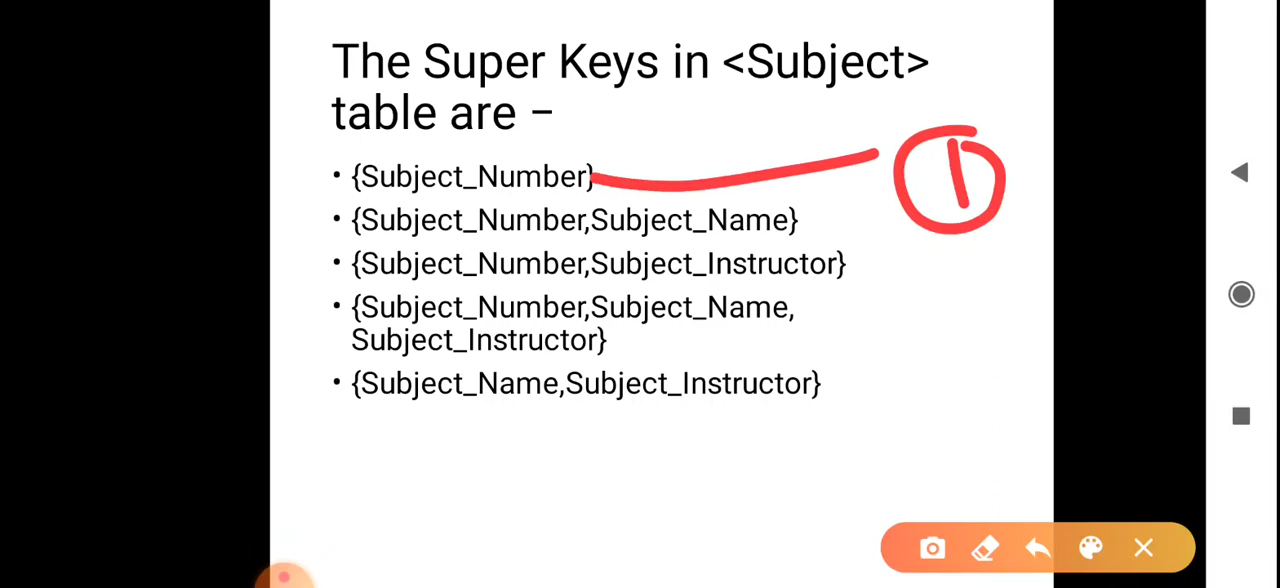 The Super Keys in <Subject>
table are –
• {Subject_Number}
1
• {Subject_Number,Subject_Name}
• {Subject_Number,Subject_Instructor}
• {Subject_Number,Subject_Name,
Subject_Instructor}
• {Subject_Name,Subject_Instructor}